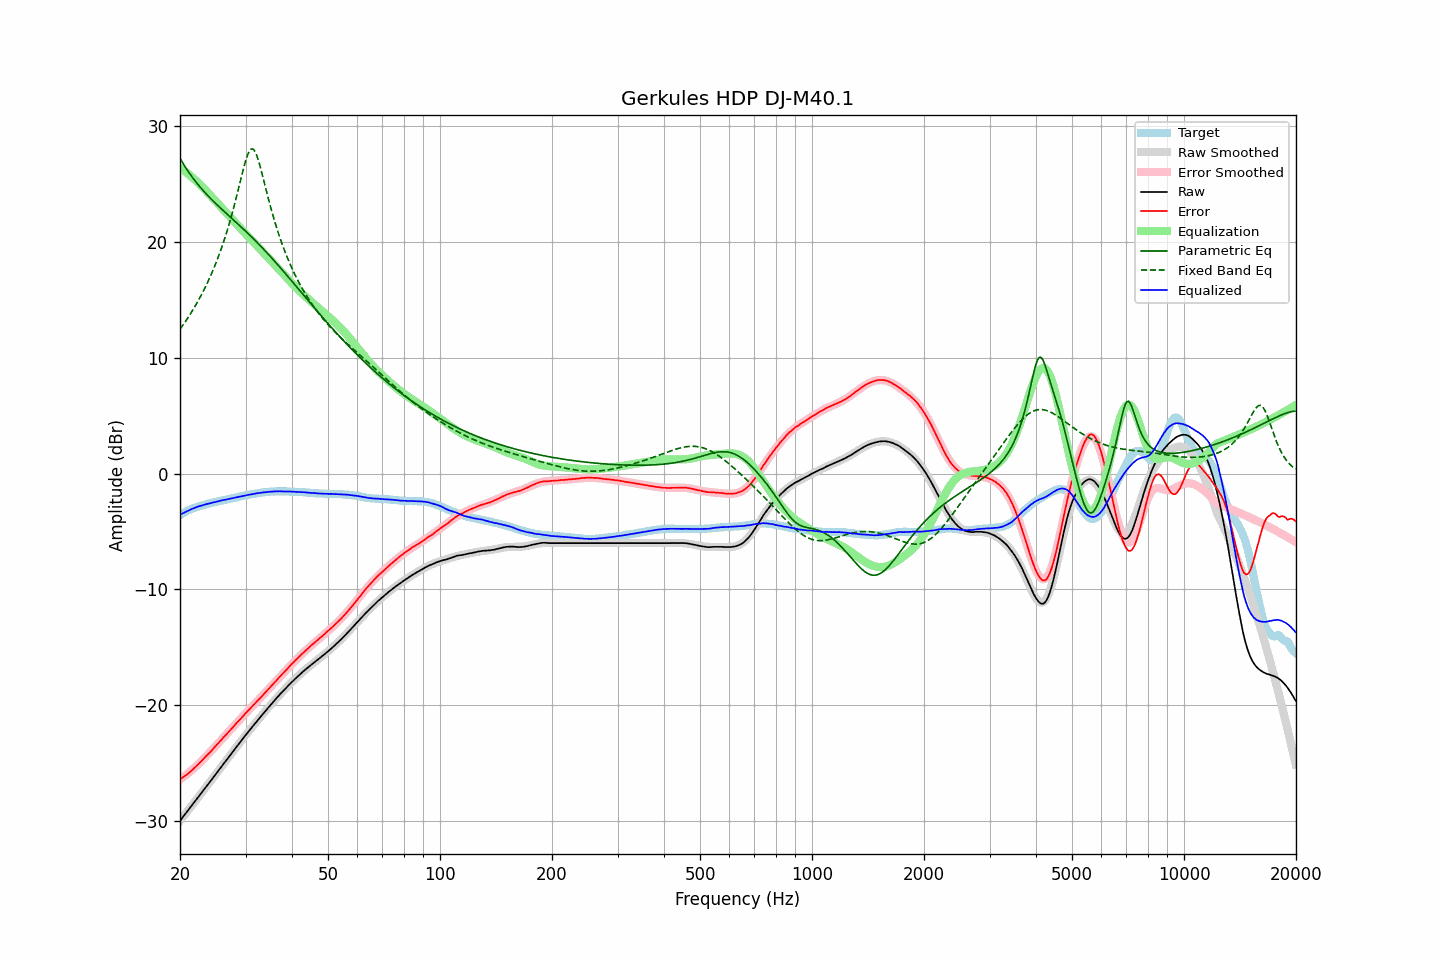 Gerkules HDP DJ-M40.1
Amplitude (dBr)
30
20
10
0
−10
−20
−30
20
50
100
200
500
1000
2000
5000
10000
20000
Frequency (Hz)
Target
Raw Smoothed
Error Smoothed
Raw
Error
Equalization
Parametric Eq
Fixed Band Eq
Equalized